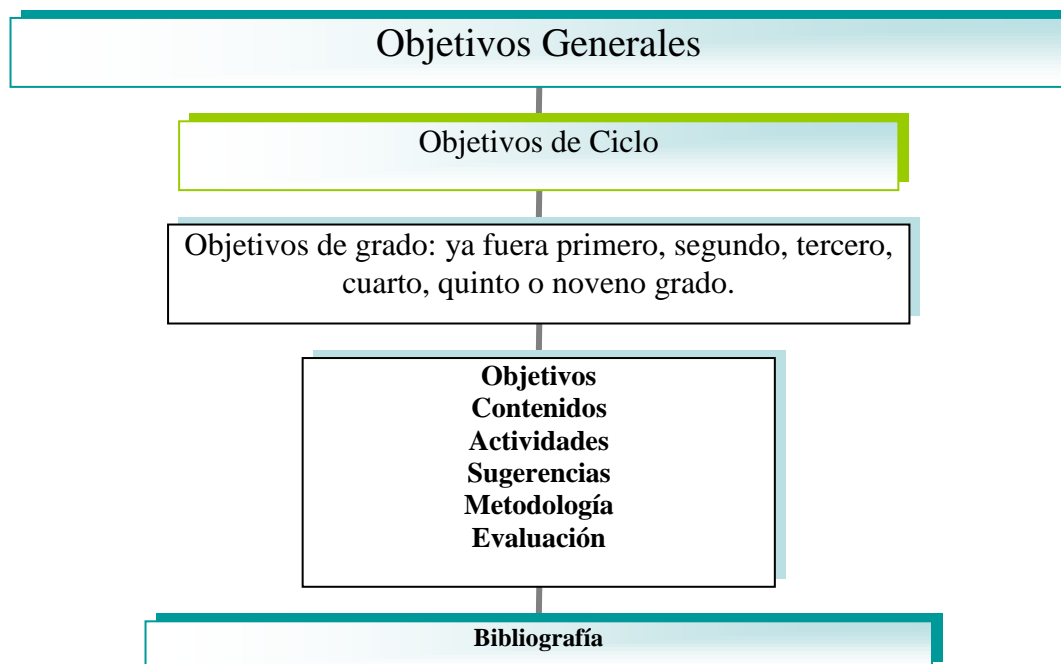 Objetivos Generales
Objetivos de Ciclo
Objetivos de grado: ya fuera primero, segundo, tercero,
cuarto, quinto o noveno grado.
Objetivos
Contenidos
Actividades
Sugerencias
Metodología
Evaluación
Bibliografía